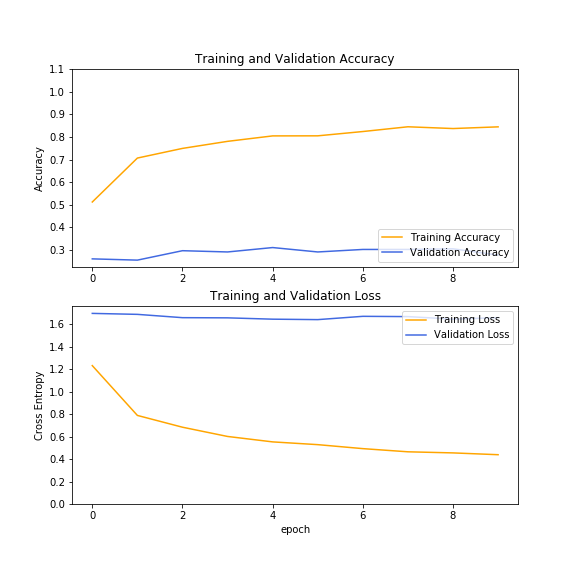 Training and Validation Accuracy
1.1
1.0
0.9
0.8
0.7
0.6
0.5
0.4
0.3
Accuracy
Training Accuracy
Validation Accuracy
0 2 4 6 8
Training and Validation Loss
1.6
1.4
1.2
1.0
0.8
0.6
0.4
0.2
0.0
Cross Entropy
Training Loss
Validation Loss
0 2 4 6 8
epoch